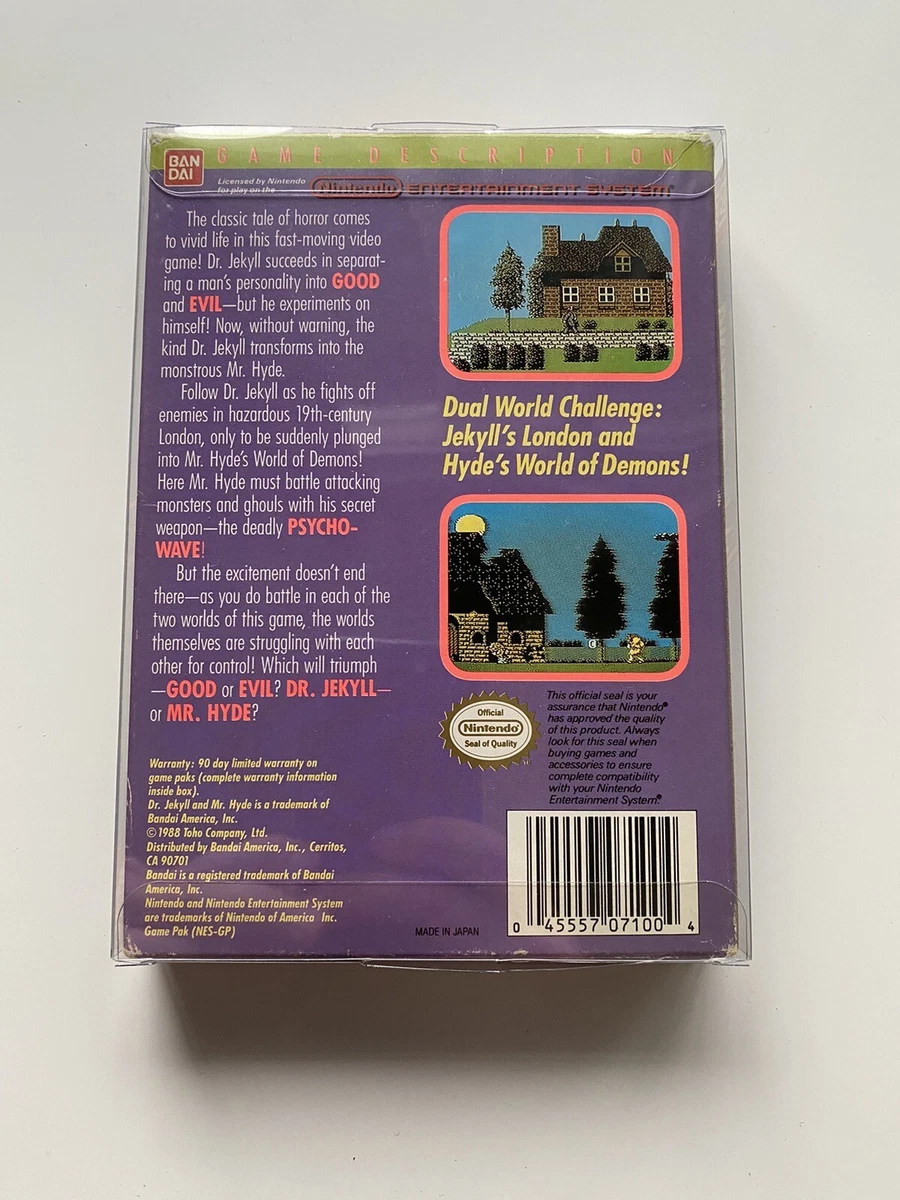 BAN
DAI
GAME DESCRIPTION
Licensed by Nintendo
for play on the
Nintendo ENTERTAINMENT SYSTEM™
The classic tale of horror comes
to vivid life in this fast-moving video
game! Dr. Jekyll succeeds in separat-
ing a man's personality into GOOD
and EVIL—but he experiments on
himself! Now, without warning, the
kind Dr. Jekyll transforms into the
monstrous Mr. Hyde.
Follow Dr. Jekyll as he fights off
enemies in hazardous 19th-century
London, only to be suddenly plunged
into Mr. Hyde's World of Demons!
Here Mr. Hyde must battle attacking
monsters and ghouls with his secret
weapon—the deadly PSYCHO-
WAVE!
But the excitement doesn't end
there—as you do battle in each of the
two worlds of this game, the worlds
themselves are struggling with each
other for control! Which will triumph
—GOOD or EVIL? DR. JEKYLL—
or MR. HYDE?
Dual World Challenge:
Jekyll's London and
Hyde's World of Demons!
Official
Nintendo
Seal of Quality
This official seal is your
assurance that Nintendo®
has approved the quality
of this product. Always
look for this seal when
buying games and
accessories to ensure
complete compatibility
with your Nintendo
Entertainment System.®
Warranty: 90 day limited warranty on
game paks (complete warranty information
inside box).
Dr. Jekyll and Mr. Hyde is a trademark of
Bandai America, Inc.
©1988 Toho Company, Ltd.
Distributed by Bandai America, Inc., Cerritos,
CA 90701
Bandai is a registered trademark of Bandai
America, Inc.
Nintendo and Nintendo Entertainment System
are trademarks of Nintendo of America Inc.
Game Pak (NES-GP)
MADE IN JAPAN
0 45557 07100 4